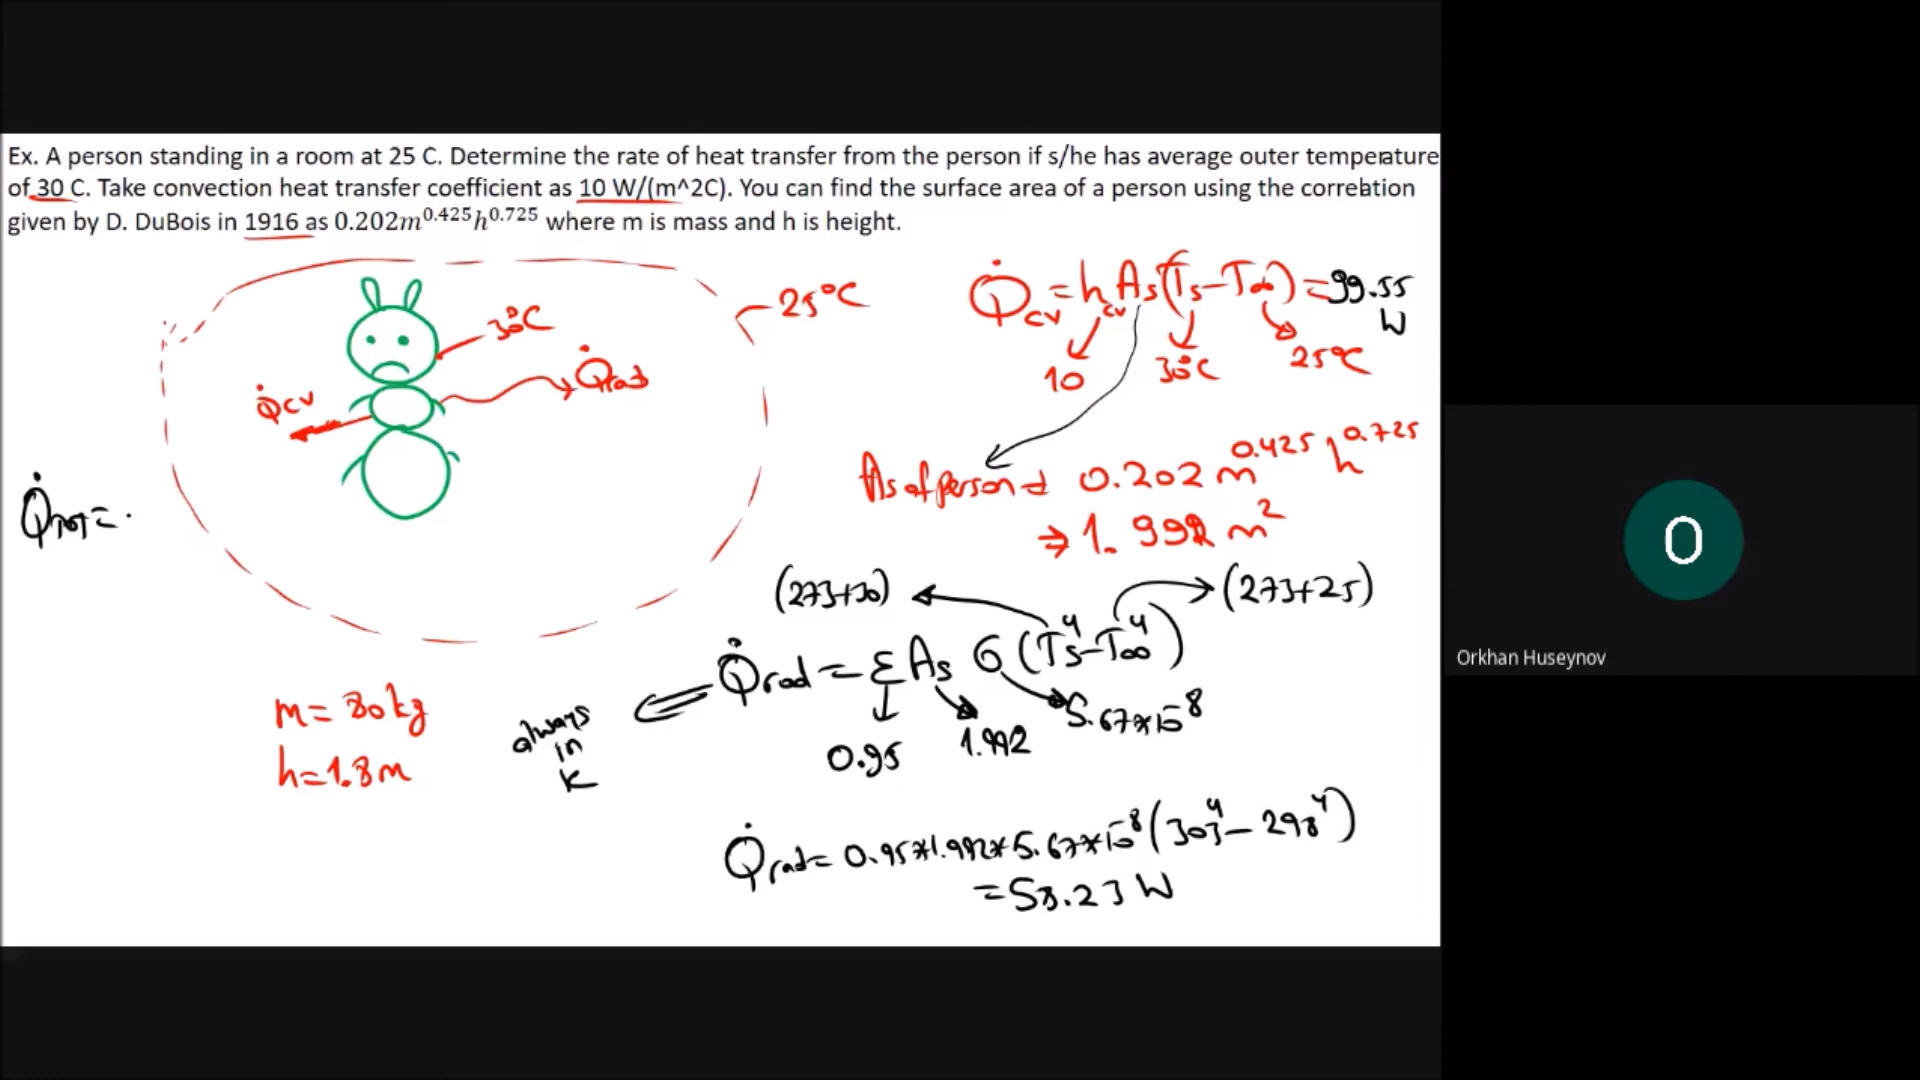 Ex. A person standing in a room at 25 C. Determine the rate of heat transfer from the person if s/he has average outer temperature
of 30 C. Take convection heat transfer coefficient as 10 W/(m^2C). You can find the surface area of a person using the correlation
given by D. DuBois in 1916 as 0.202m^0.425h^0.725 where m is mass and h is height.
Q̇cv = hcv As (Ts-T∞) = 99.55
W
10
30°C
25°C
25°C
30°C
Q̇rad
Q̇cv
As of person → 0.202 m^0.425 h^0.725
⇒ 1.992 m²
Q̇TOT = .
(273+30)
(273+25)
Q̇rad = ε As σ (Ts⁴-T∞⁴)
0.95
1.992
5.67*10⁻⁸
always
in
K
m = 80 kg
h = 1.8 m
Q̇rad = 0.95*1.992*5.67*10⁻⁸ (303⁴ - 298⁴)
= 58.23 W
O
Orkhan Huseynov